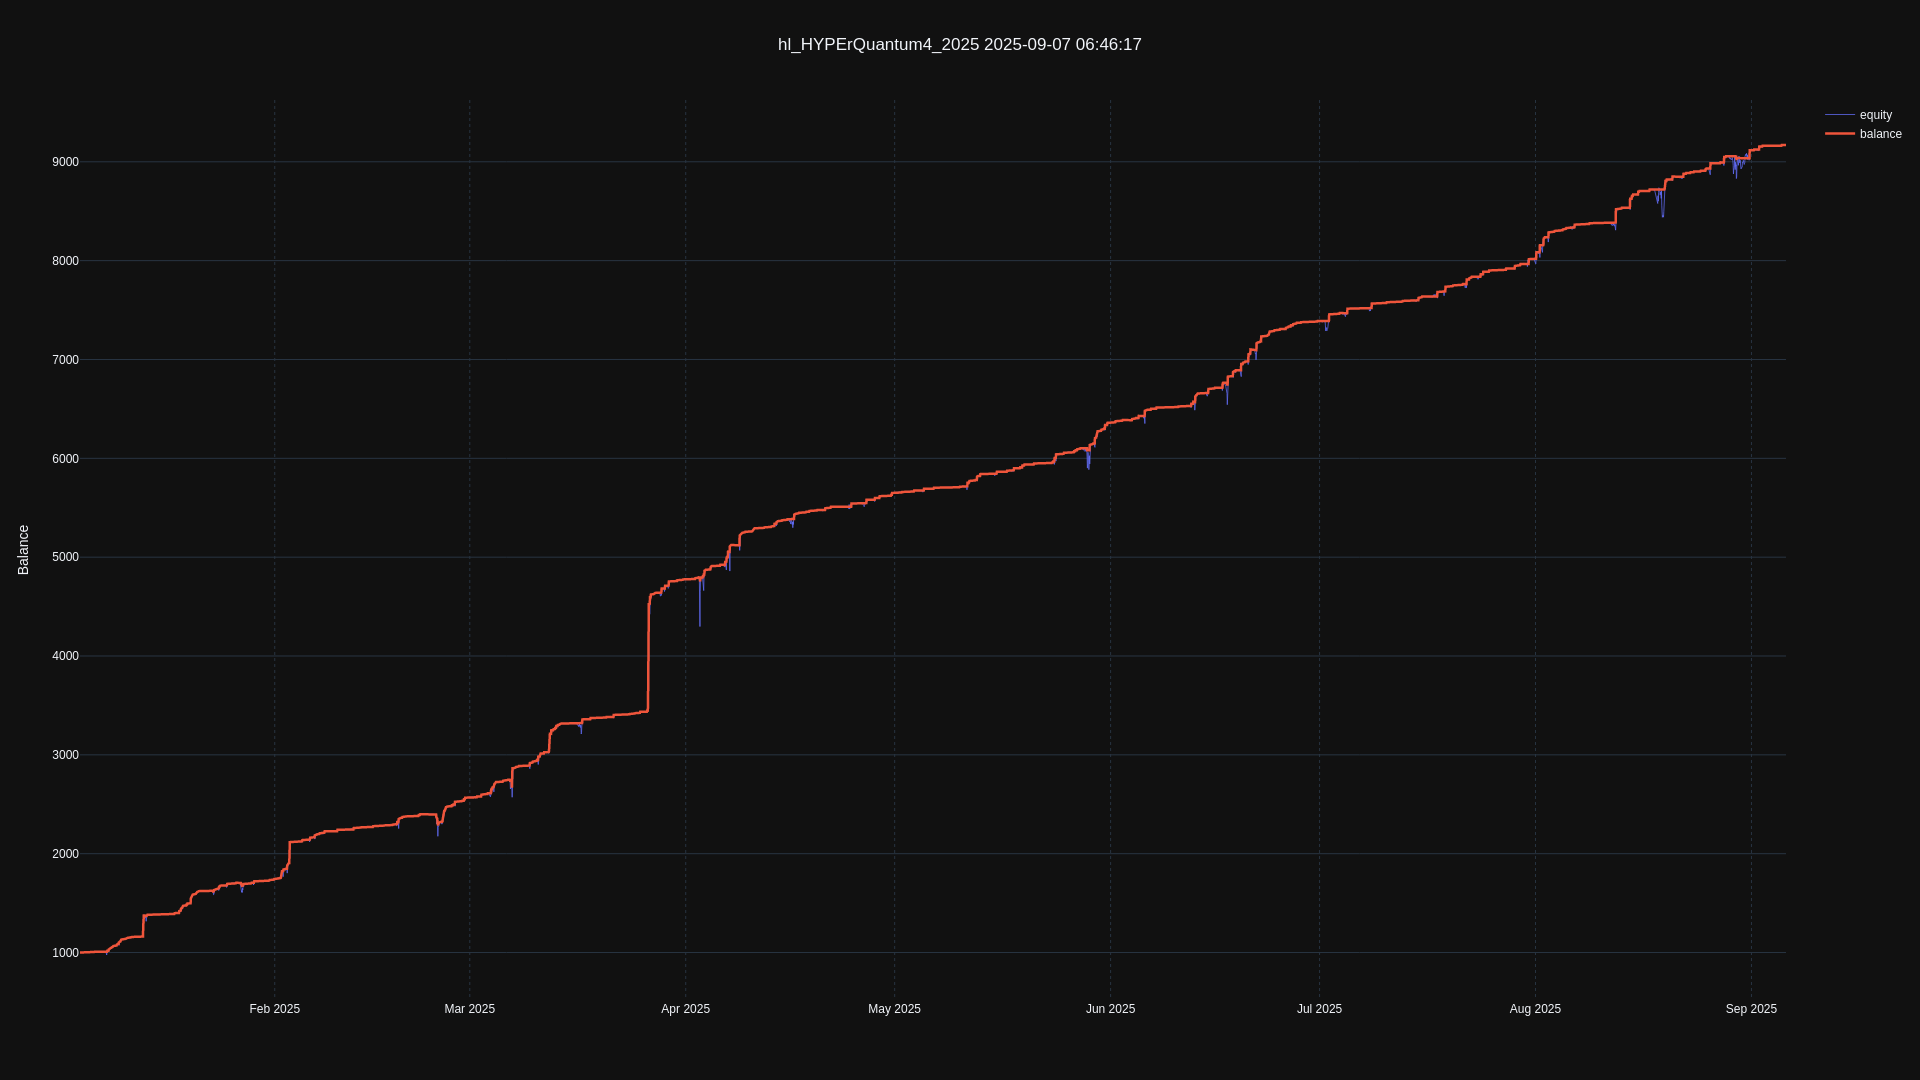 hl_HYPErQuantum4_2025 2025-09-07 06:46:17
equity
balance
Balance
9000
8000
7000
6000
5000
4000
3000
2000
1000
Feb 2025
Mar 2025
Apr 2025
May 2025
Jun 2025
Jul 2025
Aug 2025
Sep 2025